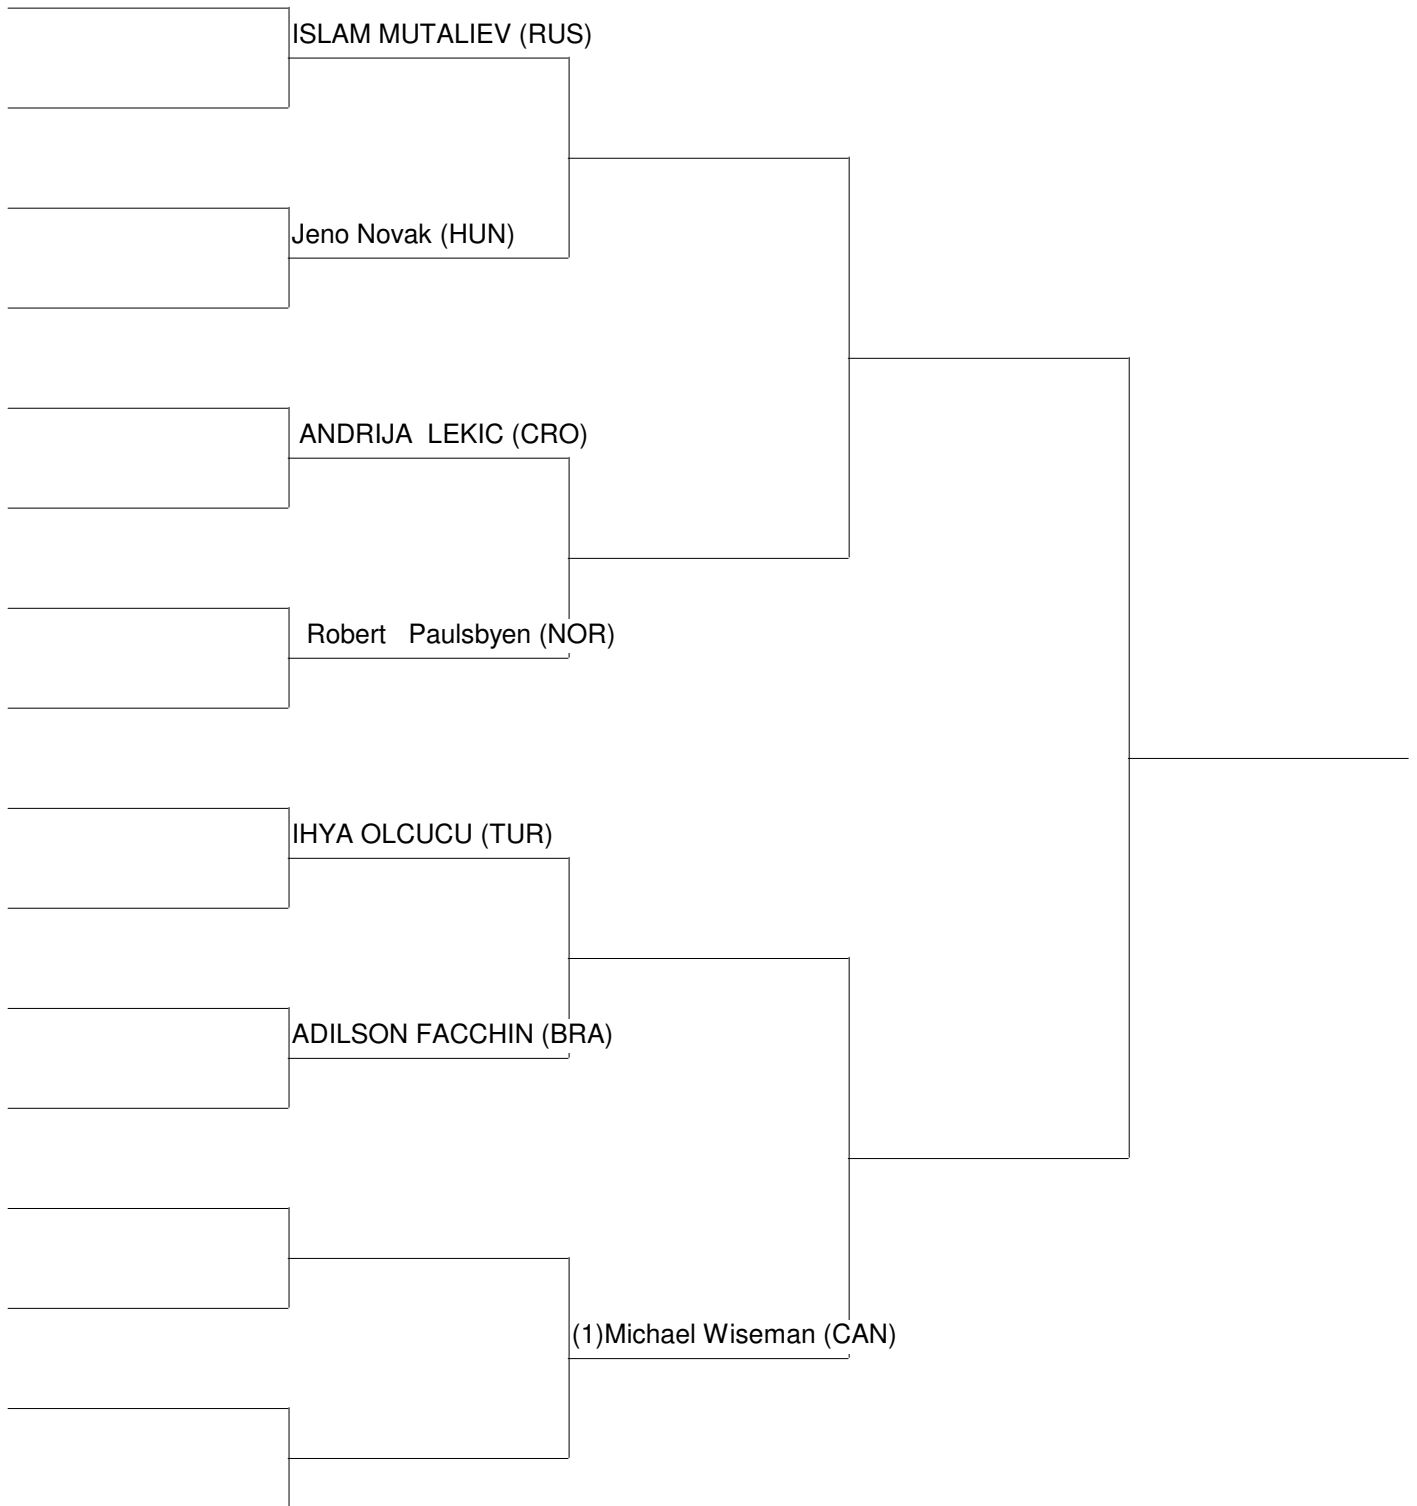 ISLAM MUTALIEV (RUS)
Jeno Novak (HUN)
ANDRIJA  LEKIC (CRO)
Robert   Paulsbyen (NOR)
IHYA OLCUCU (TUR)
ADILSON FACCHIN (BRA)
(1)Michael Wiseman (CAN)